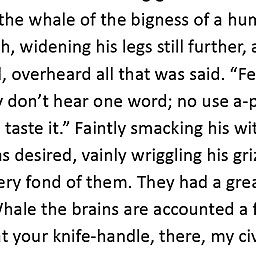 the whale of the bigness of a hum
h, widening his legs still further, a
, overheard all that was said. “Fe
y don’t hear one word; no use a-p
taste it.” Faintly smacking his wit
s desired, vainly wriggling his griz
ery fond of them. They had a grea
Whale the brains are accounted a f
t your knife-handle, there, my civ